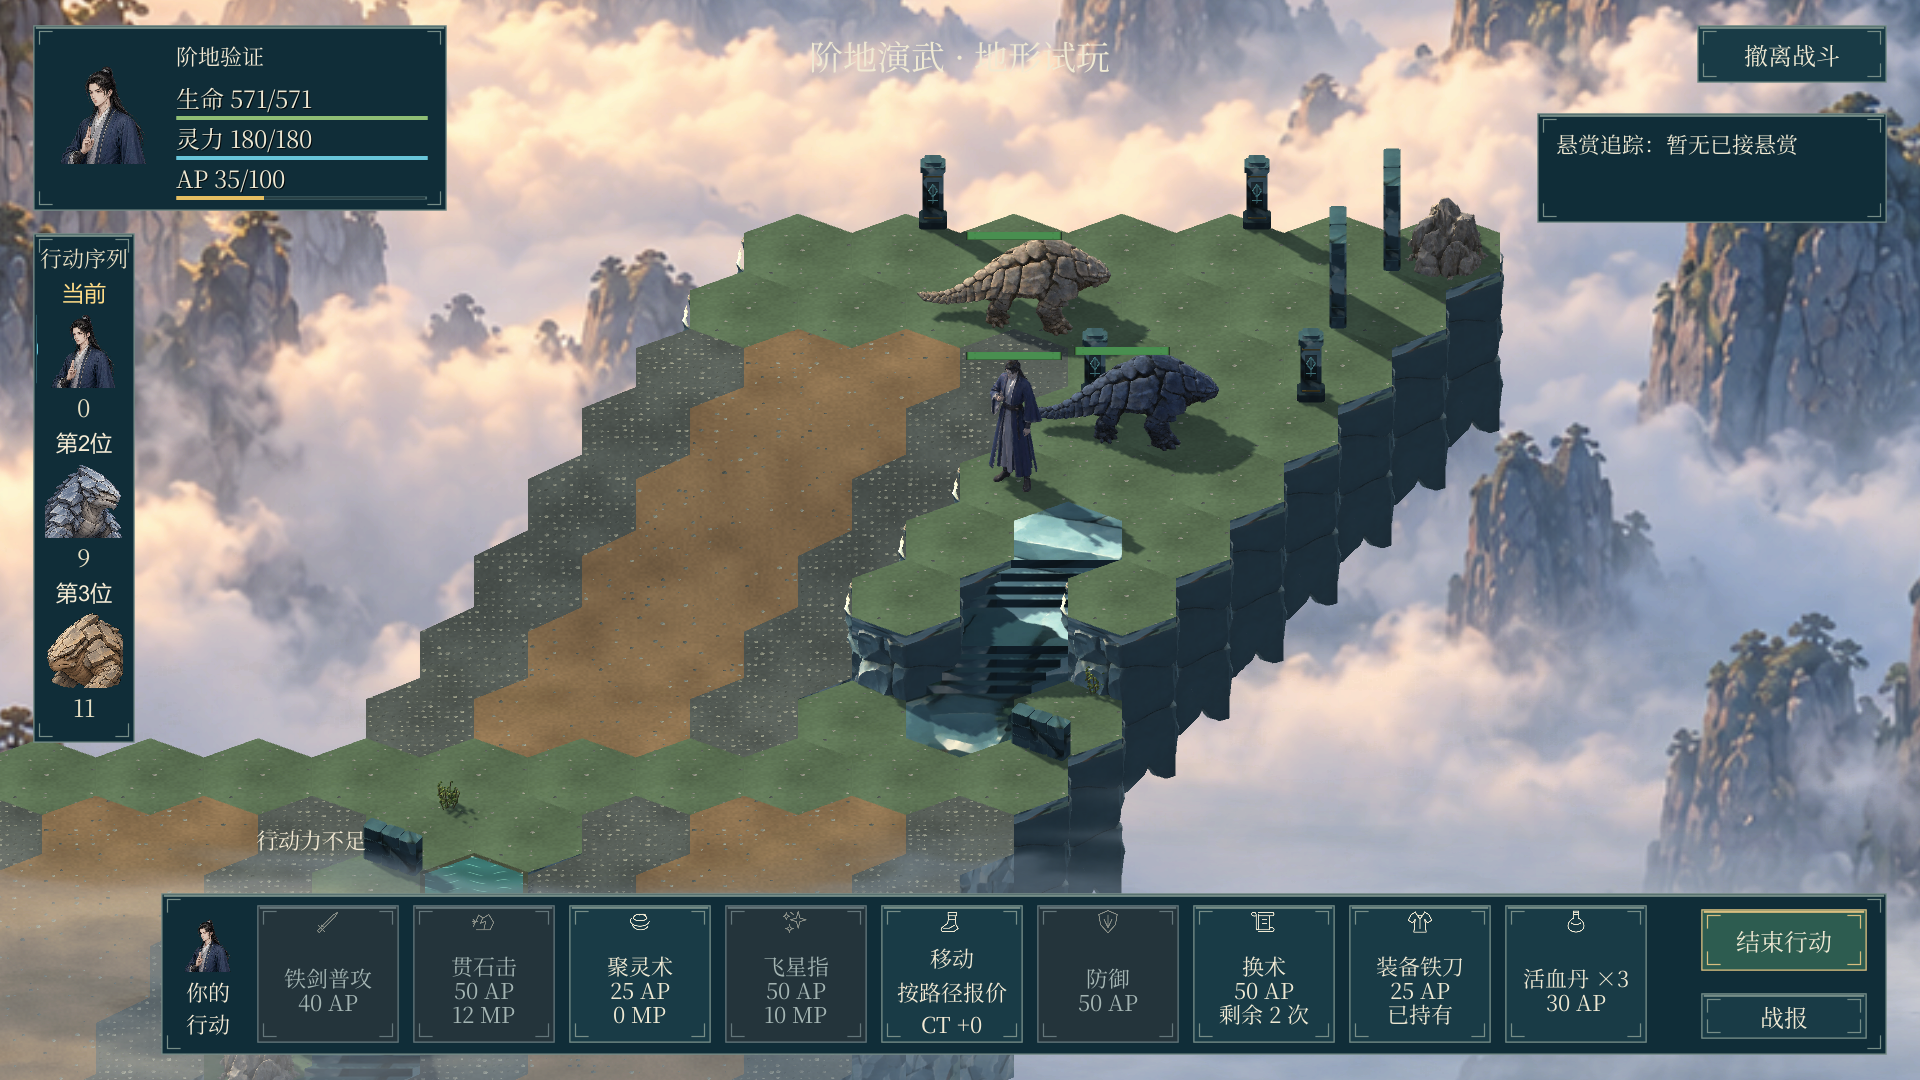 阶地验证
生命 571/571
灵力 180/180
AP 35/100
阶地演武 · 地形试玩
撤离战斗
悬赏追踪：暂无已接悬赏
行动序列
当前
0
第2位
9
第3位
11
行动力不足
你的
行动
铁剑普攻
40 AP
贯石击
50 AP
12 MP
聚灵术
25 AP
0 MP
飞星指
50 AP
10 MP
移动
按路径报价
CT +0
防御
50 AP
换术
50 AP
剩余 2 次
装备铁刀
25 AP
已持有
活血丹 ×3
30 AP
结束行动
战报